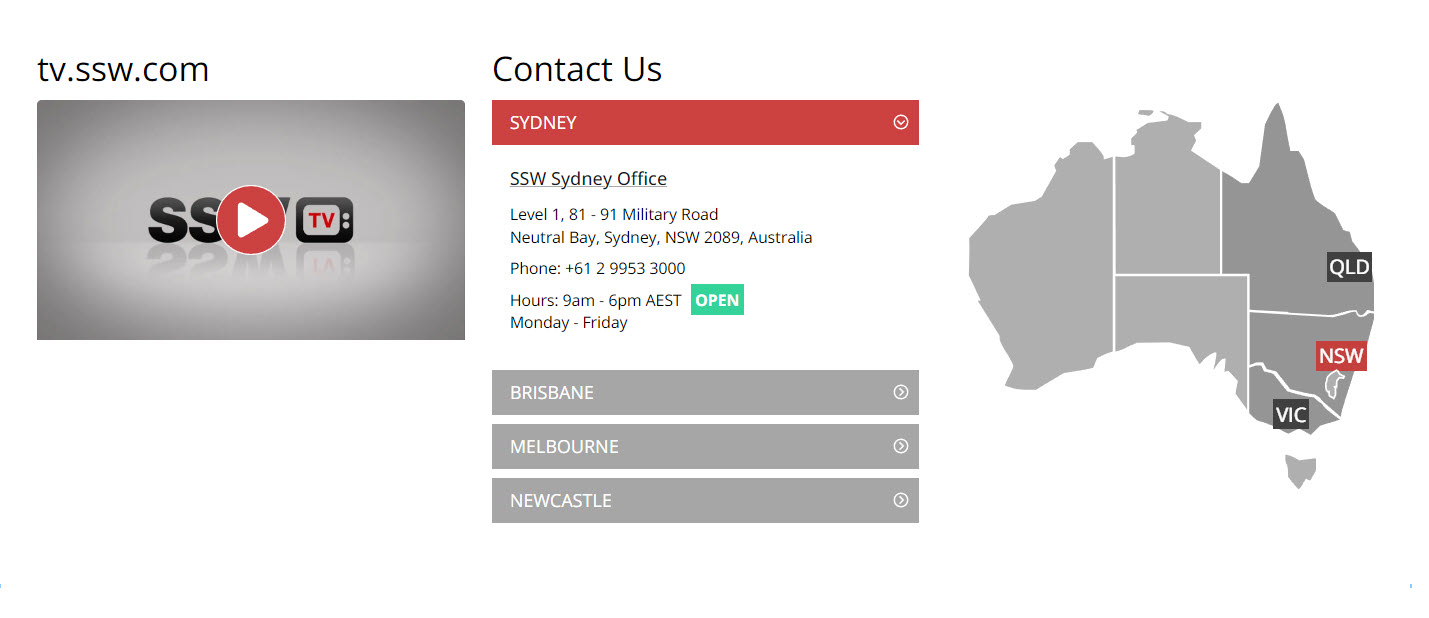 tv.ssw.com
SSW TV:
Contact Us
SYDNEY
SSW Sydney Office
Level 1, 81 - 91 Military Road
Neutral Bay, Sydney, NSW 2089, Australia
Phone: +61 2 9953 3000
Hours: 9am - 6pm AEST OPEN
Monday - Friday
BRISBANE
MELBOURNE
NEWCASTLE
QLD
NSW
VIC